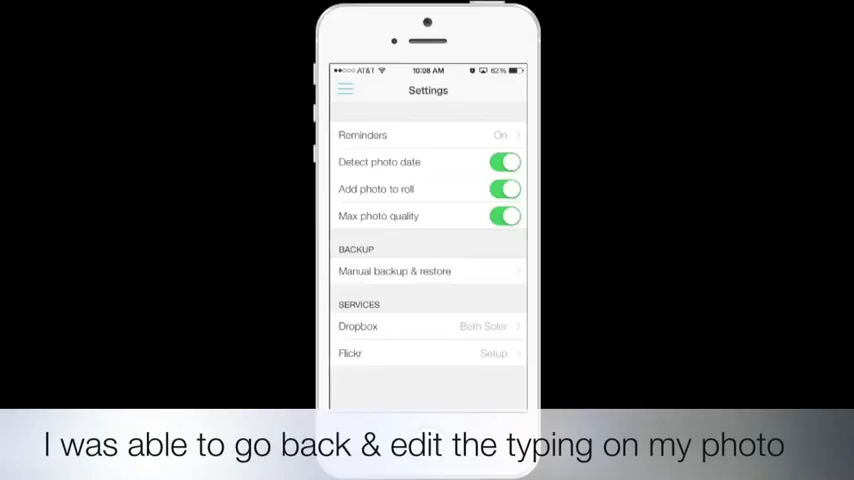 AT&T 10:08 AM 82%
Settings
Reminders On
Detect photo date
Add photo to roll
Max photo quality
BACKUP
Manual backup & restore
SERVICES
Dropbox Beth Soler
Flickr Setup
I was able to go back & edit the typing on my photo